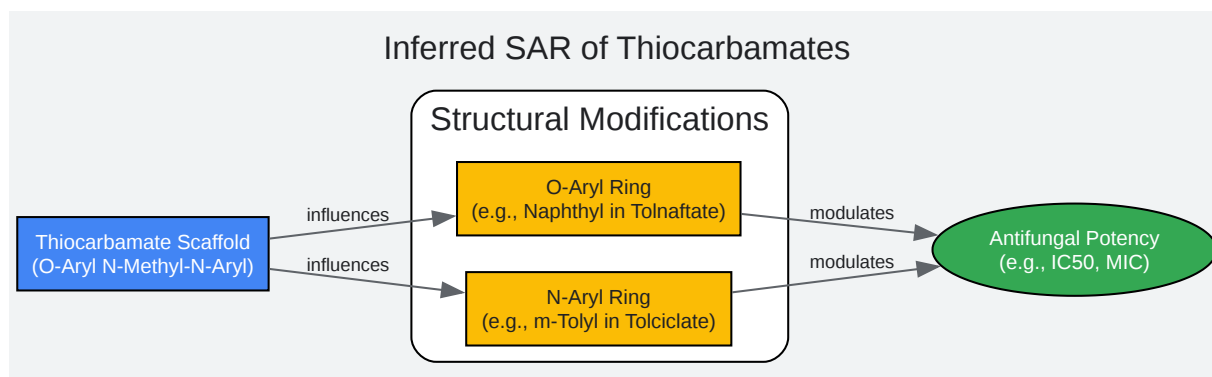 Inferred SAR of Thiocarbamates
Structural Modifications
O-Aryl Ring
(e.g., Naphthyl in Tolnaftate)
influences
modulates
Thiocarbamate Scaffold
(O-Aryl N-Methyl-N-Aryl)
Antifungal Potency
(e.g., IC50, MIC)
influences
modulates
N-Aryl Ring
(e.g., m-Tolyl in Tolciclate)